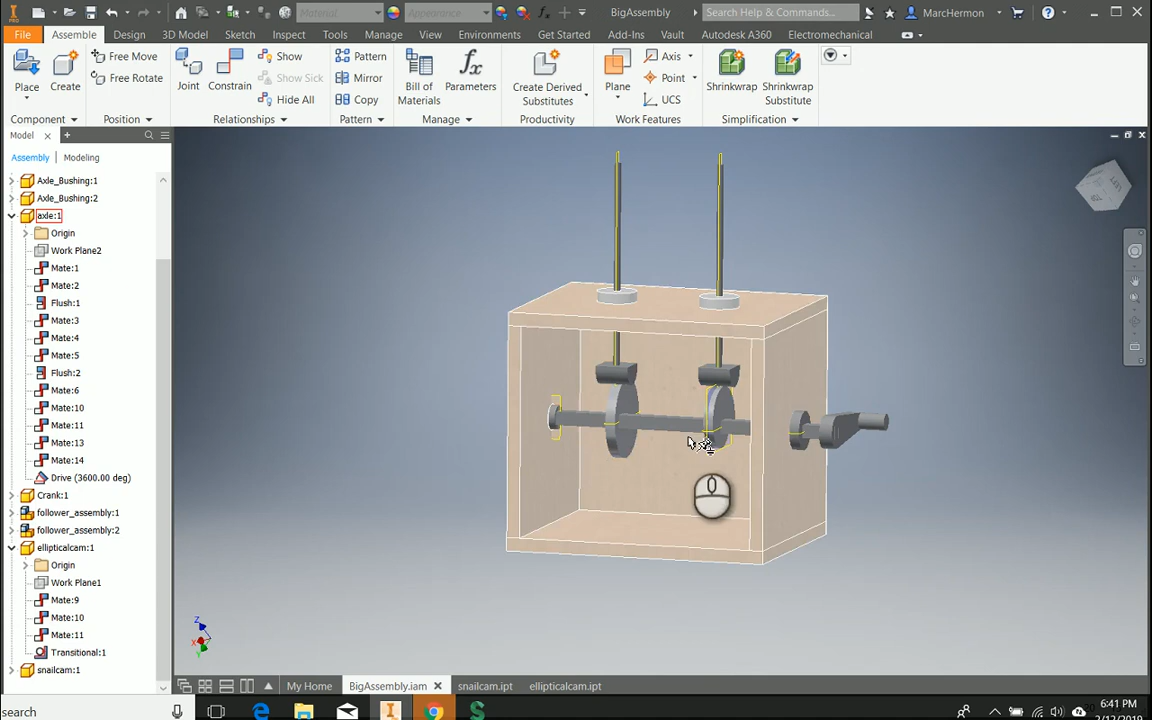 PRO
Material
Appearance
BigAssembly
Search Help & Commands...
MarcHermon
File
Assemble
Design
3D Model
Sketch
Inspect
Tools
Manage
View
Environments
Get Started
Add-Ins
Vault
Autodesk A360
Electromechanical
Place
Create
Free Move
Free Rotate
Joint
Constrain
Show
Show Sick
Hide All
Pattern
Mirror
Copy
Bill of
Materials
Parameters
Create Derived
Substitutes
Plane
Axis
Point
UCS
Shrinkwrap
Shrinkwrap
Substitute
Component
Position
Relationships
Pattern
Manage
Productivity
Work Features
Simplification
Model
Assembly
Modeling
Axle_Bushing:1
Axle_Bushing:2
axle:1
Origin
Work Plane2
Mate:1
Mate:2
Flush:1
Mate:3
Mate:4
Mate:5
Flush:2
Mate:6
Mate:10
Mate:11
Mate:13
Mate:14
Drive (3600.00 deg)
Crank:1
follower_assembly:1
follower_assembly:2
ellipticalcam:1
Origin
Work Plane1
Mate:9
Mate:10
Mate:11
Transitional:1
snailcam:1
LEFT
Z
X
Y
My Home
BigAssembly.iam
snailcam.ipt
ellipticalcam.ipt
search
6:41 PM
2/12/2019